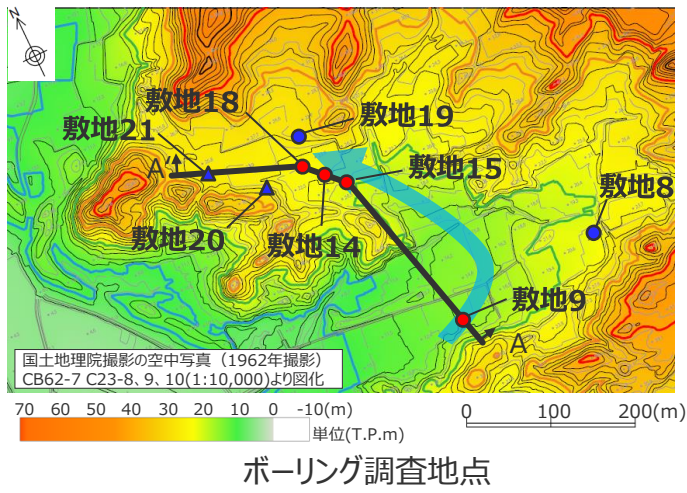 N
敷地18
敷地19
敷地21
A'
敷地15
敷地8
敷地20
敷地14
敷地9
A
国土地理院撮影の空中写真（1962年撮影）
CB62-7 C23-8、9、10(1:10,000)より図化
70 60 50 40 30 20 10 0 -10(m)
単位(T.P.m)
0 100 200(m)
ボーリング調査地点